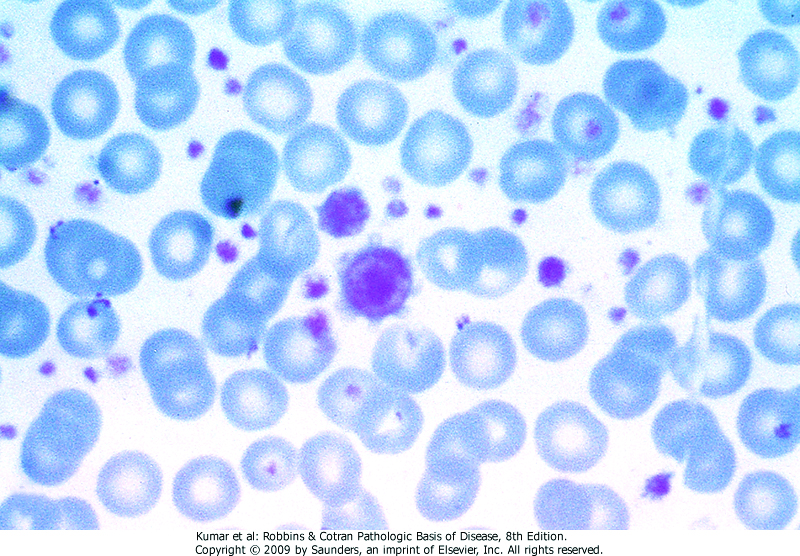 Kumar et al: Robbins & Cotran Pathologic Basis of Disease, 8th Edition.
Copyright © 2009 by Saunders, an imprint of Elsevier, Inc. All rights reserved.